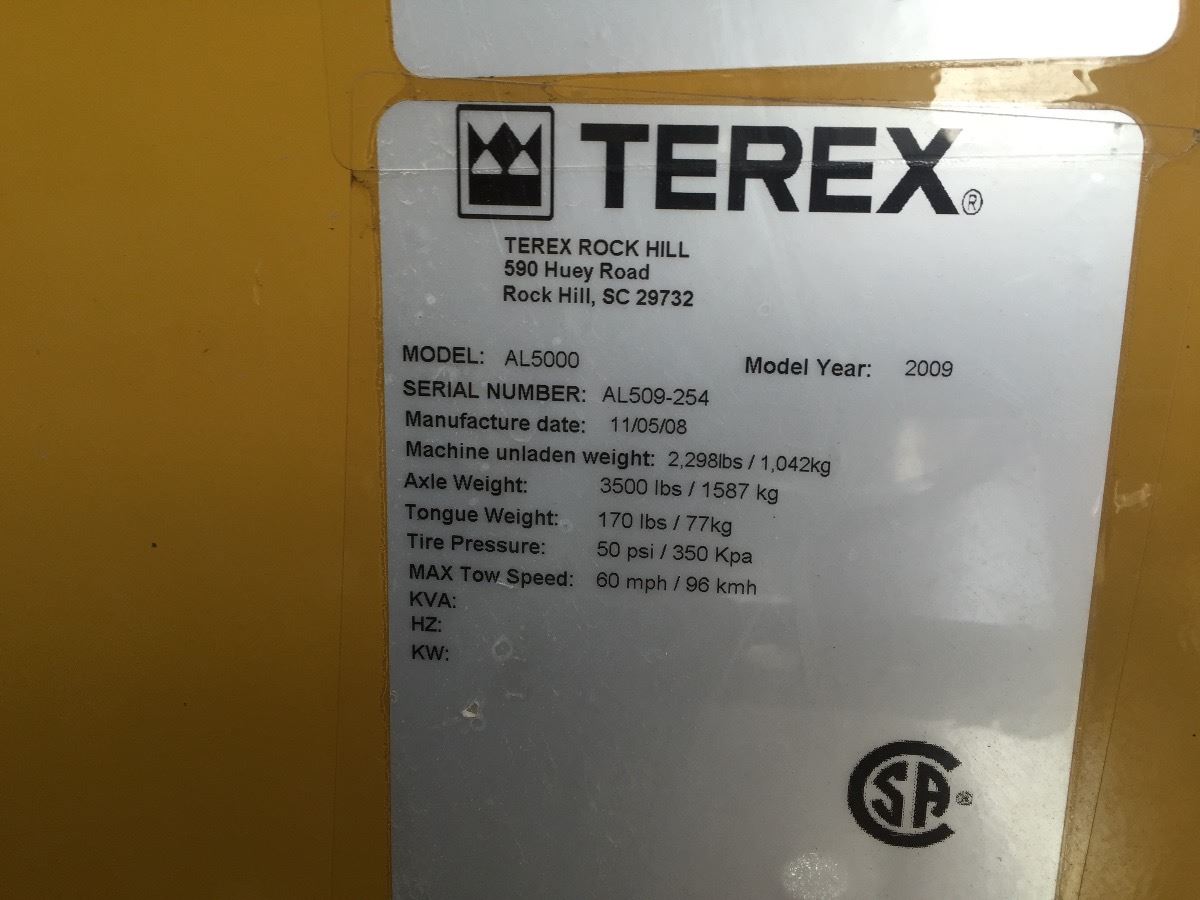 TEREX®
TEREX ROCK HILL
590 Huey Road
Rock Hill, SC 29732
MODEL: AL5000 Model Year: 2009
SERIAL NUMBER: AL509-254
Manufacture date: 11/05/08
Machine unladen weight: 2,298lbs / 1,042kg
Axle Weight: 3500 lbs / 1587 kg
Tongue Weight: 170 lbs / 77kg
Tire Pressure: 50 psi / 350 Kpa
MAX Tow Speed: 60 mph / 96 kmh
KVA:
HZ:
KW:
CSA®